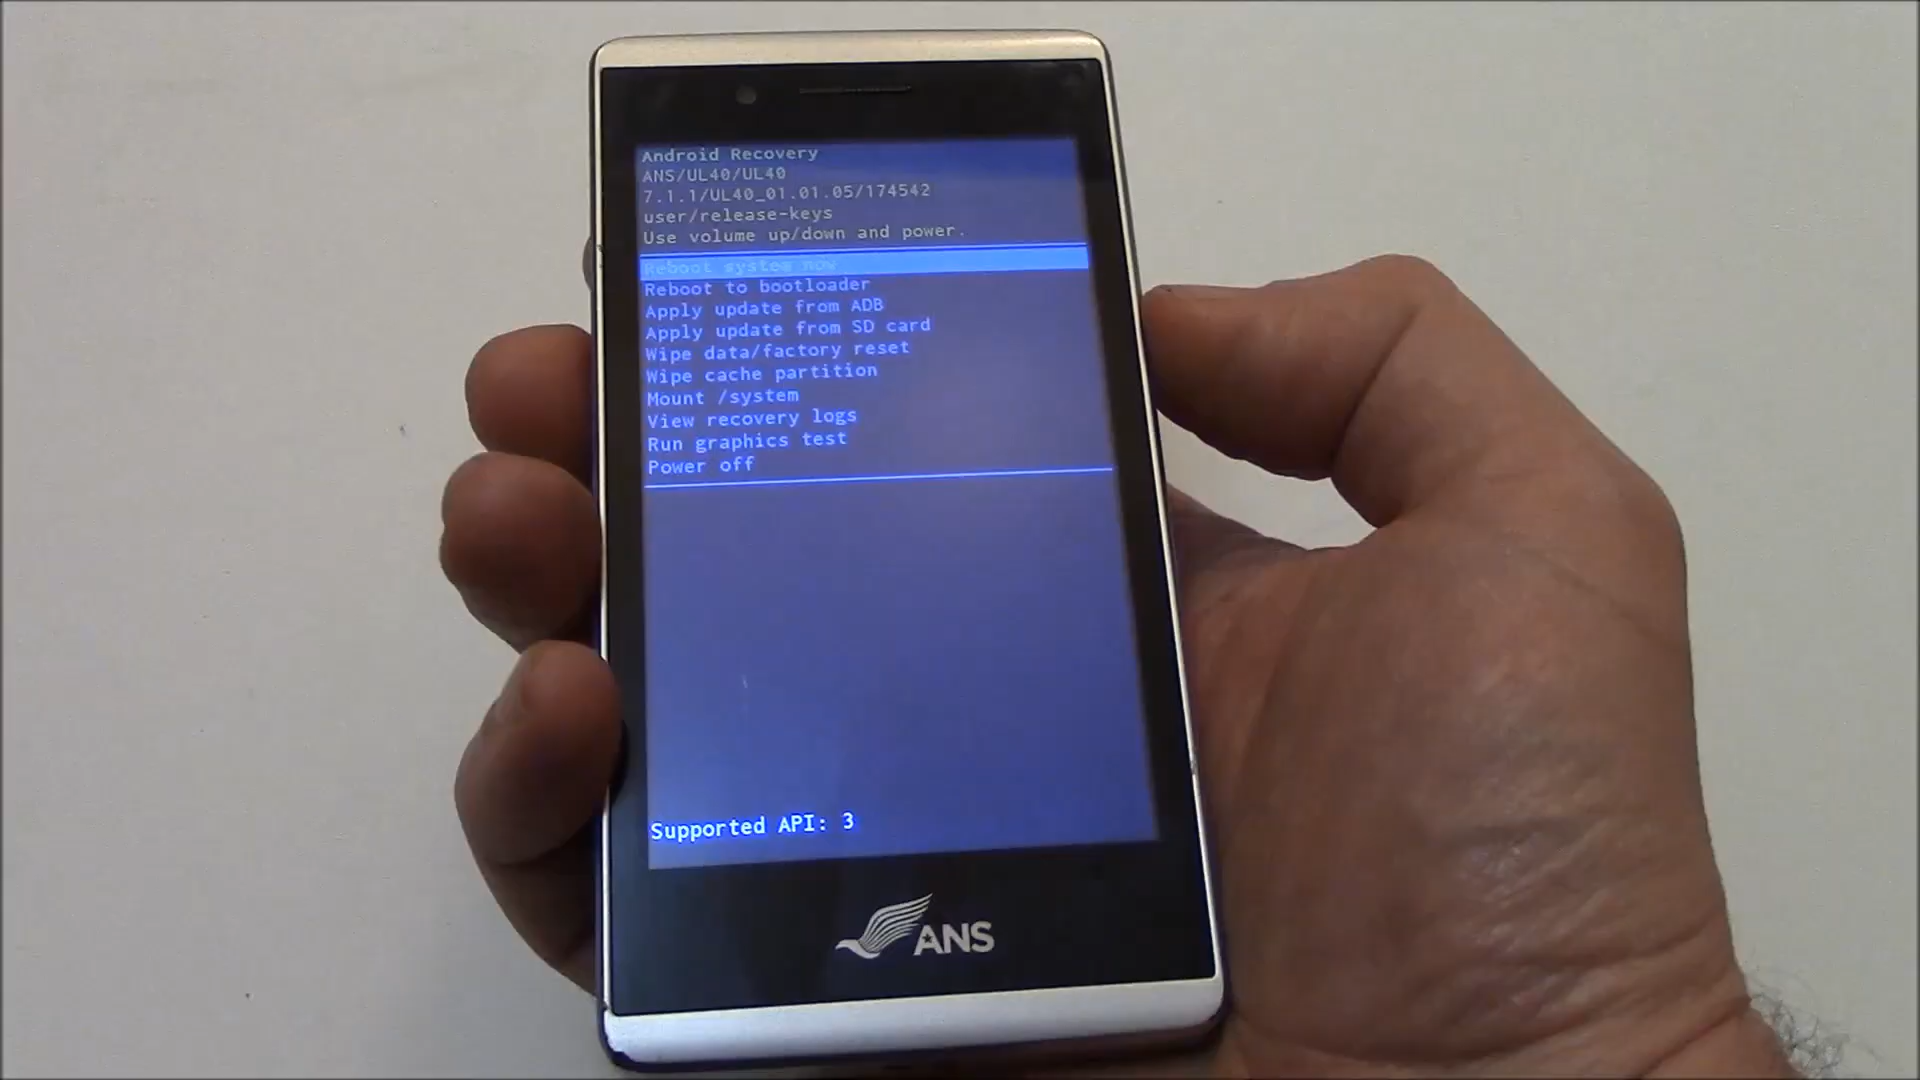 Android Recovery
ANS/UL40/UL40
7.1.1/UL40_01.01.05/174542
user/release-keys
Use volume up/down and power.
Reboot system now
Reboot to bootloader
Apply update from ADB
Apply update from SD card
Wipe data/factory reset
Wipe cache partition
Mount /system
View recovery logs
Run graphics test
Power off
Supported API: 3
ANS